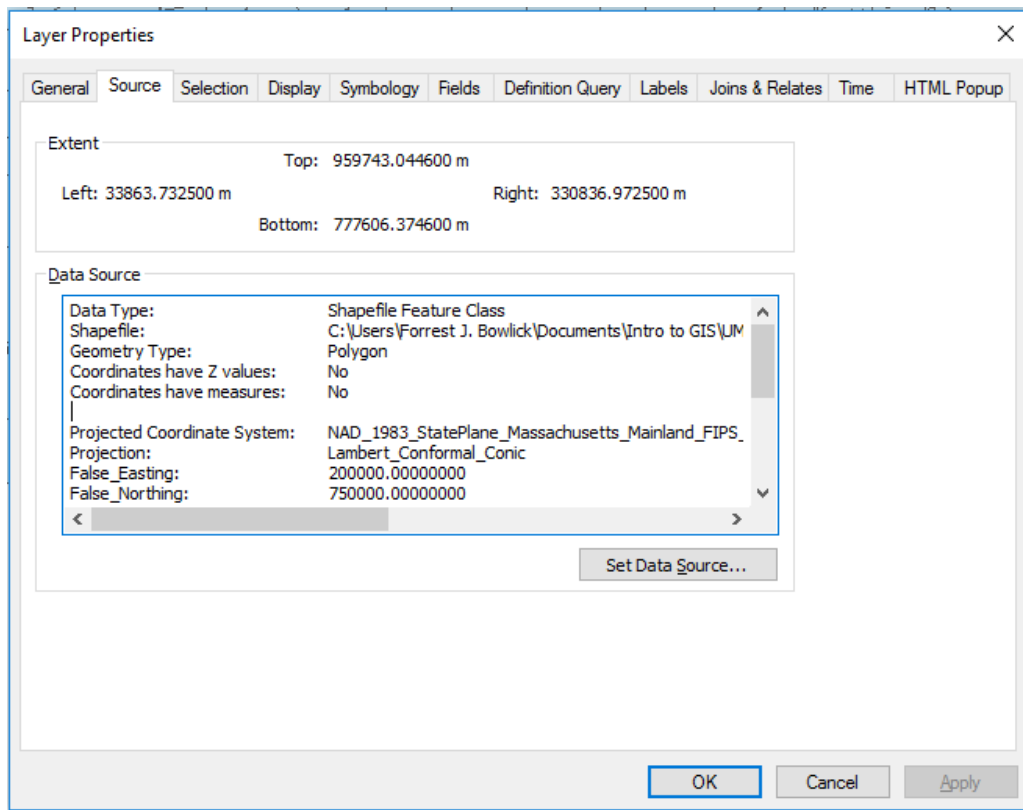 Layer Properties
General Source Selection Display Symbology Fields Definition Query Labels Joins & Relates Time HTML Popup
Extent
Top: 959743.044600 m
Left: 33863.732500 m Right: 330836.972500 m
Bottom: 777606.374600 m
Data Source
Data Type: Shapefile Feature Class
Shapefile: C:\Users\Forrest J. Bowlick\Documents\Intro to GIS\UM
Geometry Type: Polygon
Coordinates have Z values: No
Coordinates have measures: No
Projected Coordinate System: NAD_1983_StatePlane_Massachusetts_Mainland_FIPS_
Projection: Lambert_Conformal_Conic
False_Easting: 200000.00000000
False_Northing: 750000.00000000
Set Data Source...
OK Cancel Apply